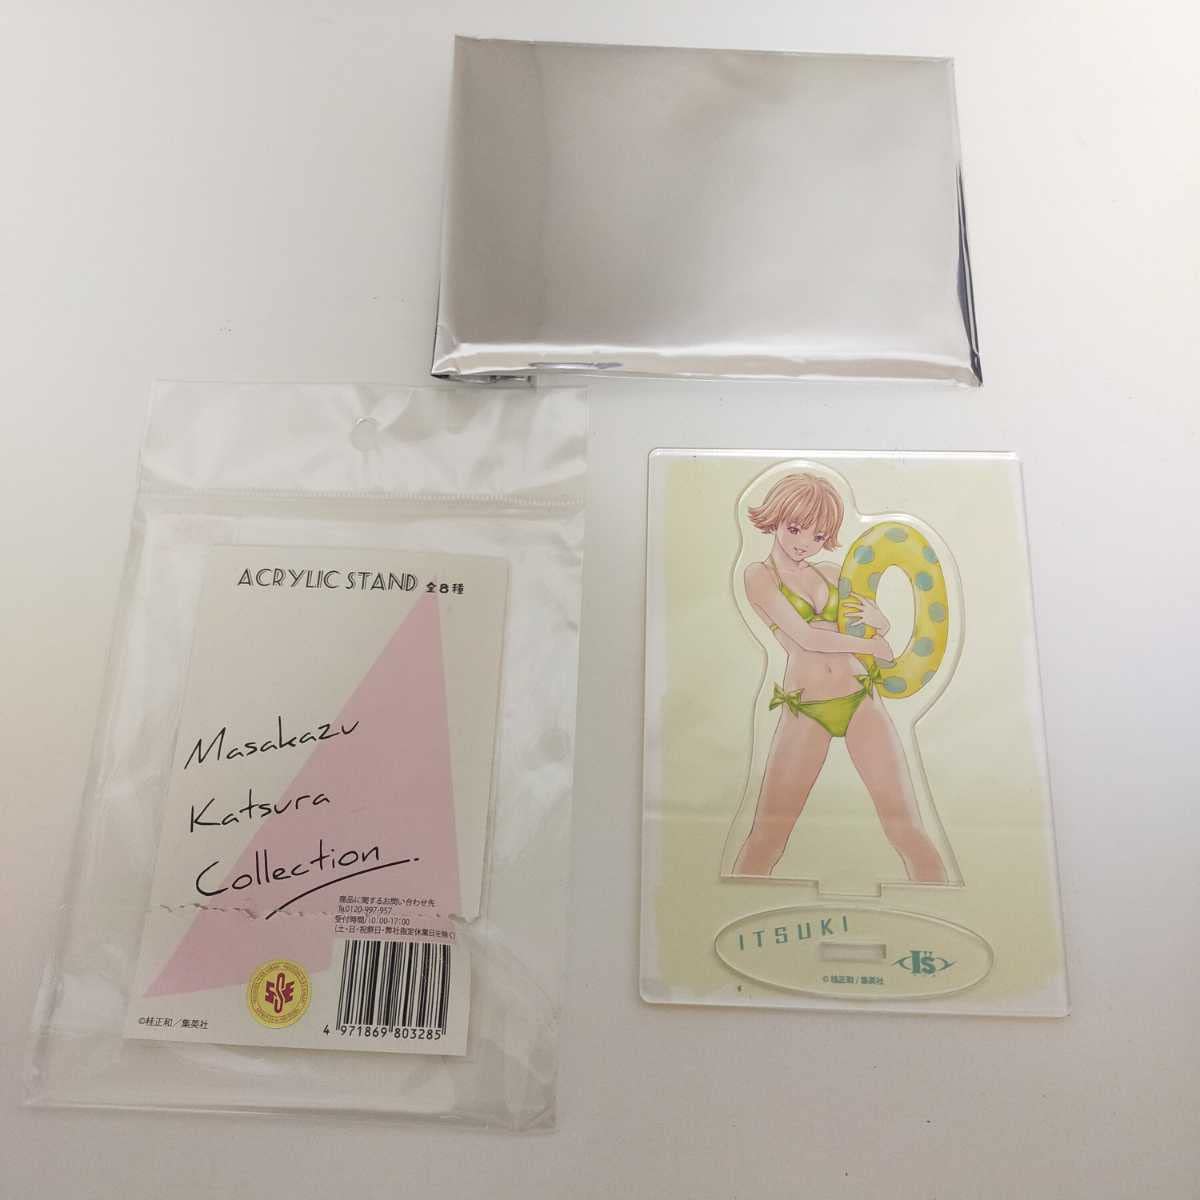 ACRYLIC STAND 全8種
Masakazu
Katsura
Collection
商品に関するお問い合わせ先
℡0120-997-957
受付時間/10:00-17:00
(土・日・祝祭日・弊社指定休業日を除く)
©桂正和/集英社
4 971869 803285
ITSUKI
I"s
©桂正和/集英社